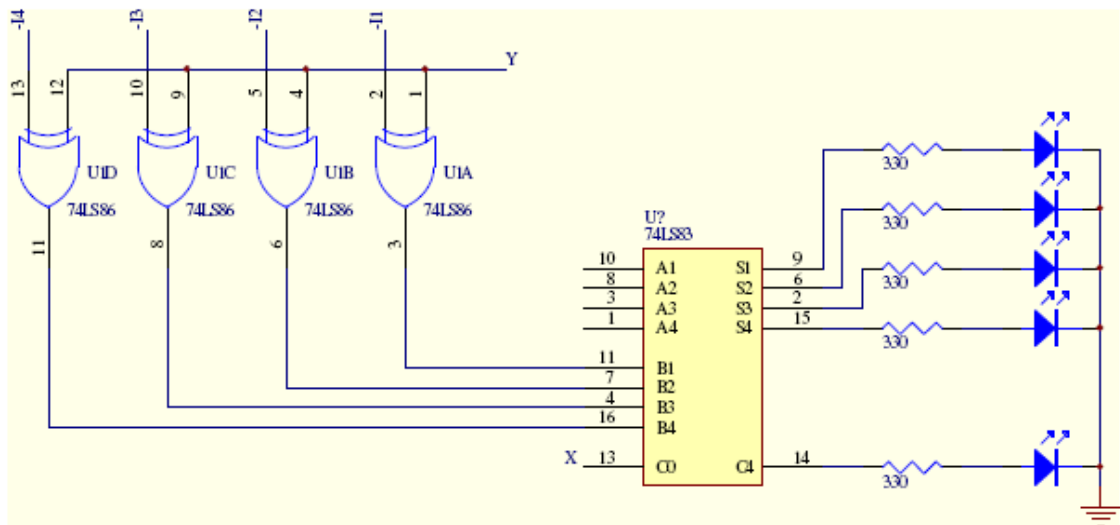 -I4 -I3 -I2 -I1
Y
13 12 10 9 5 4 2 1
U1D U1C U1B U1A
74LS86 74LS86 74LS86 74LS86
11 8 6 3
U?
74LS83
330
330
330
330
10 A1 S1 9
8 A2 S2 6
3 A3 S3 2
1 A4 S4 15
11 B1
7 B2
4 B3
16 B4
X 13 C0 C4 14
330